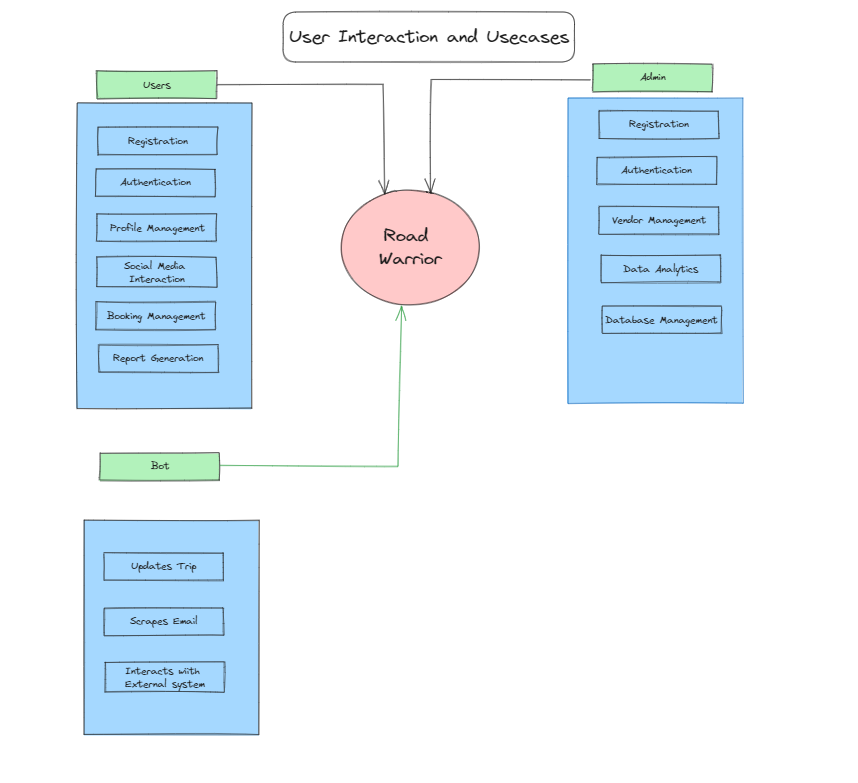 User Interaction and Usecases
Users
Registration
Authentication
Profile Management
Social Media
Interaction
Booking Management
Report Generation
Road
Warrior
Admin
Registration
Authentication
Vendor Management
Data Analytics
Database Management
Bot
Updates Trip
Scrapes Email
Interacts with
External system